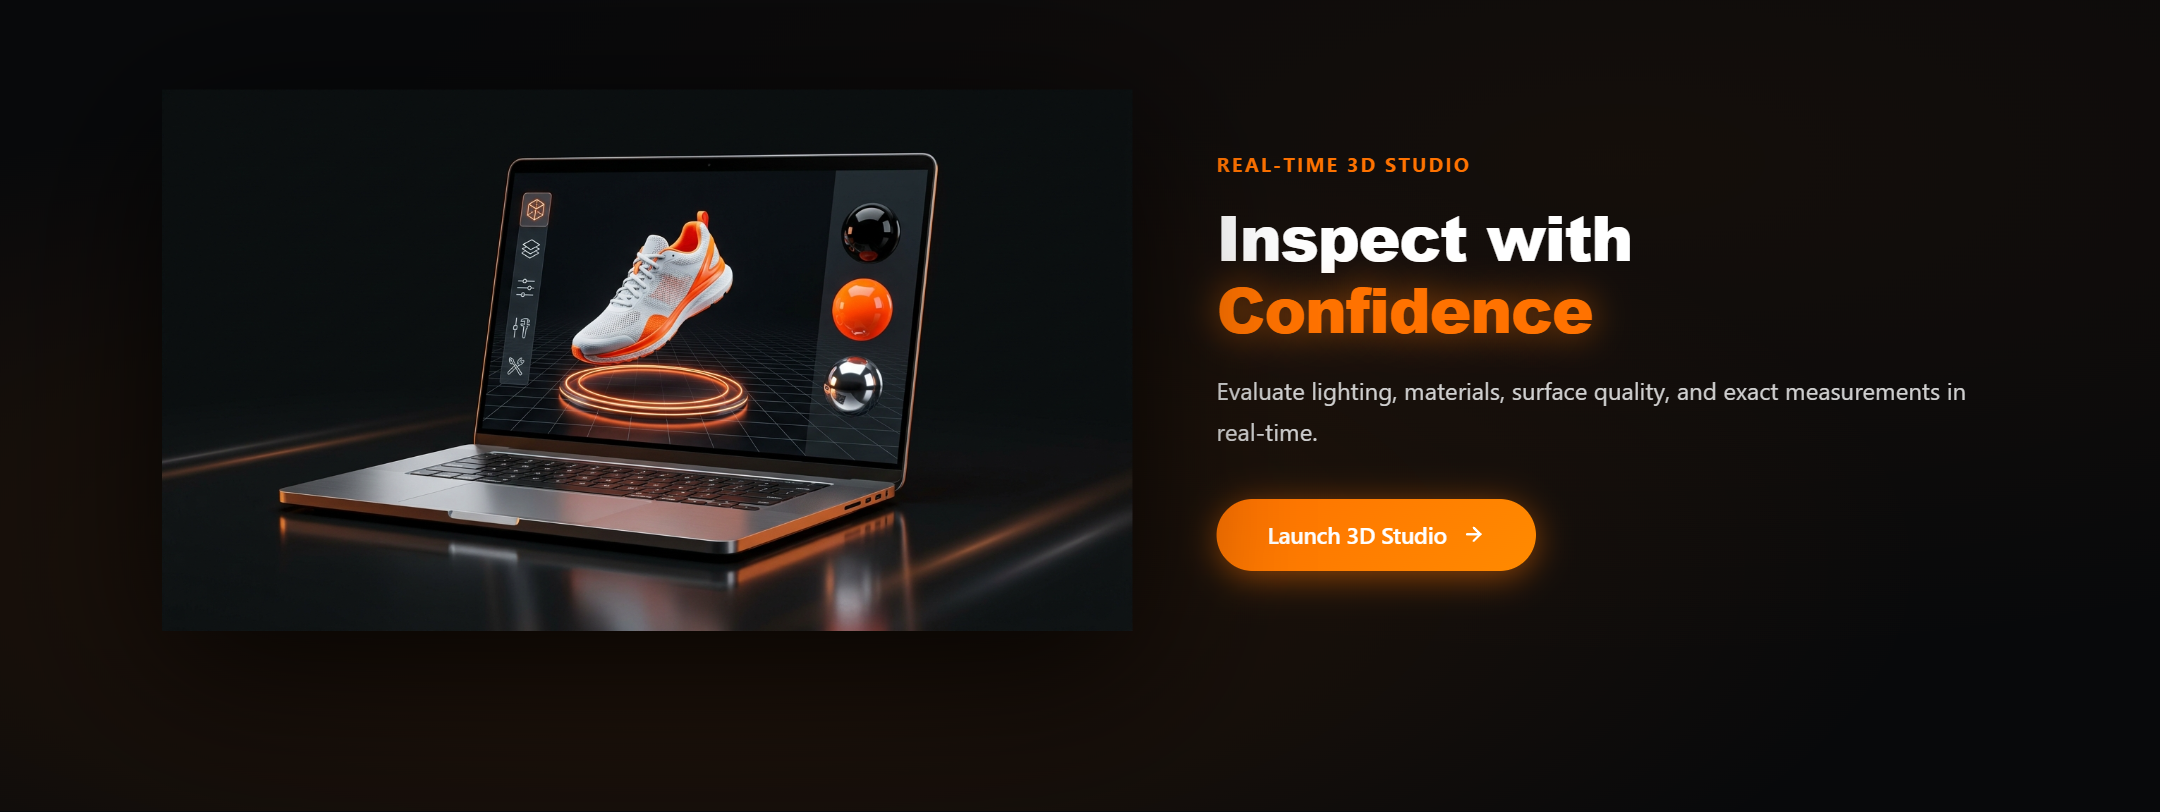 REAL-TIME 3D STUDIO
Inspect with
Confidence
Evaluate lighting, materials, surface quality, and exact measurements in
real-time.
Launch 3D Studio →